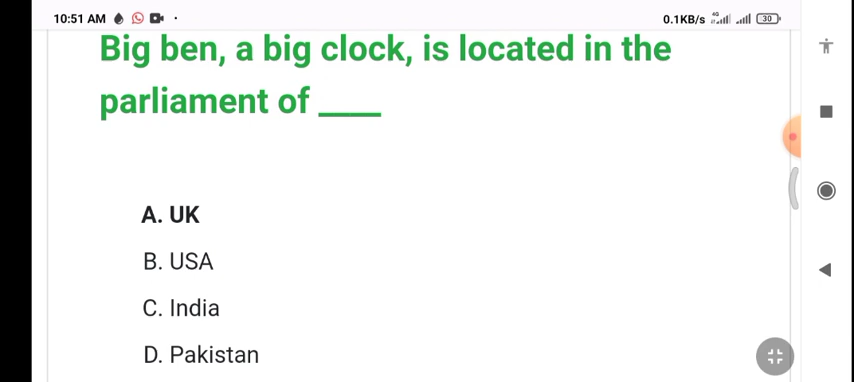 10:51 AM
0.1KB/s 4G 30
Big ben, a big clock, is located in the
parliament of ____
A. UK
B. USA
C. India
D. Pakistan